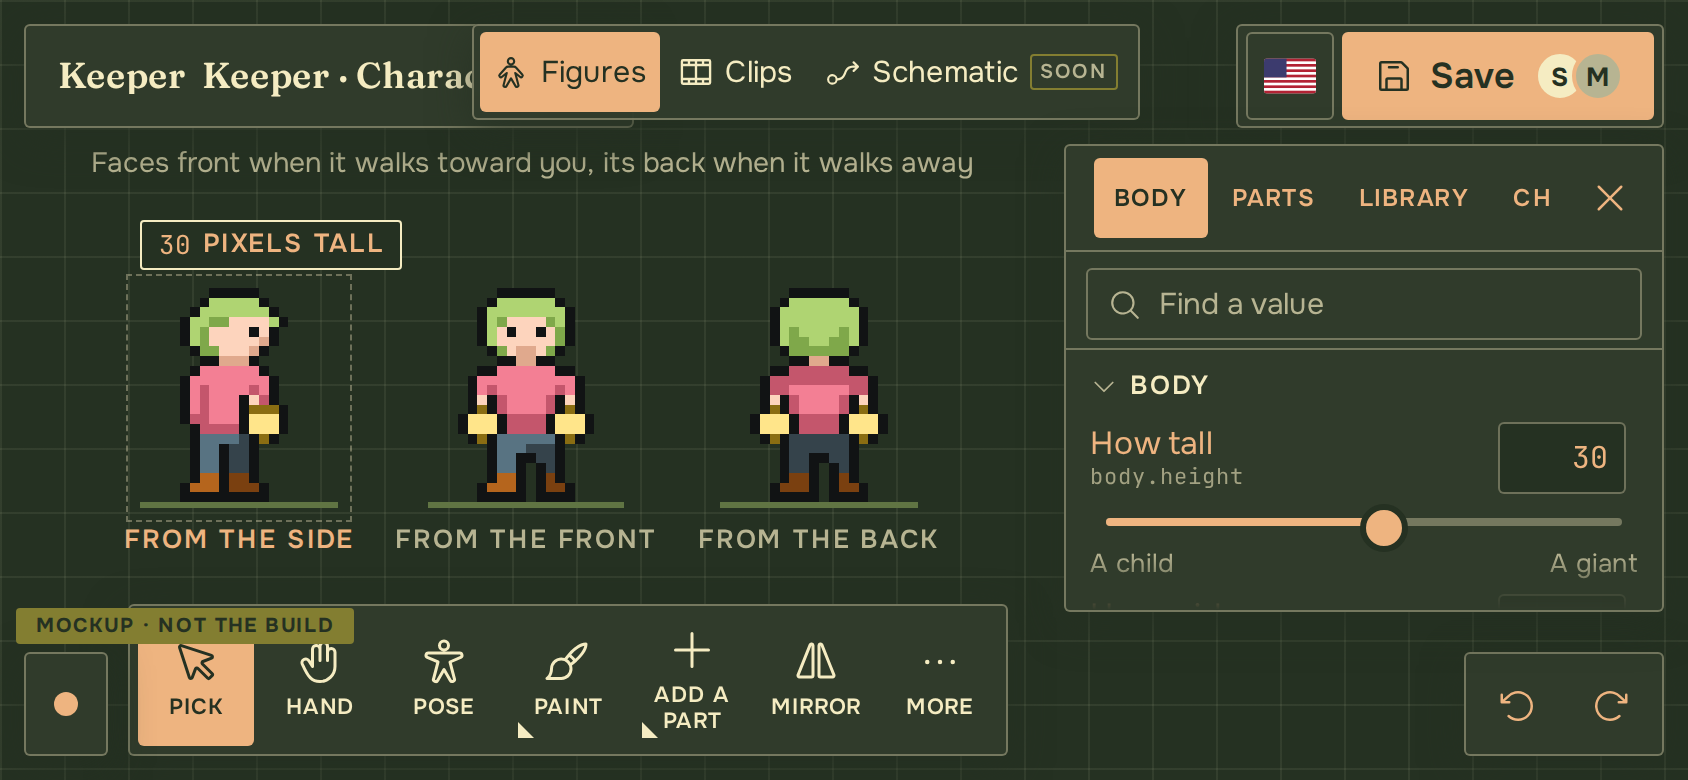 Keeper Keeper · Charac
Figures
Clips
Schematic
SOON
Save
S
M
Faces front when it walks toward you, its back when it walks away
30 PIXELS TALL
FROM THE SIDE
FROM THE FRONT
FROM THE BACK
BODY
PARTS
LIBRARY
CH
Find a value
BODY
How tall
body.height
30
A child
A giant
MOCKUP · NOT THE BUILD
PICK
HAND
POSE
PAINT
ADD A
PART
MIRROR
MORE